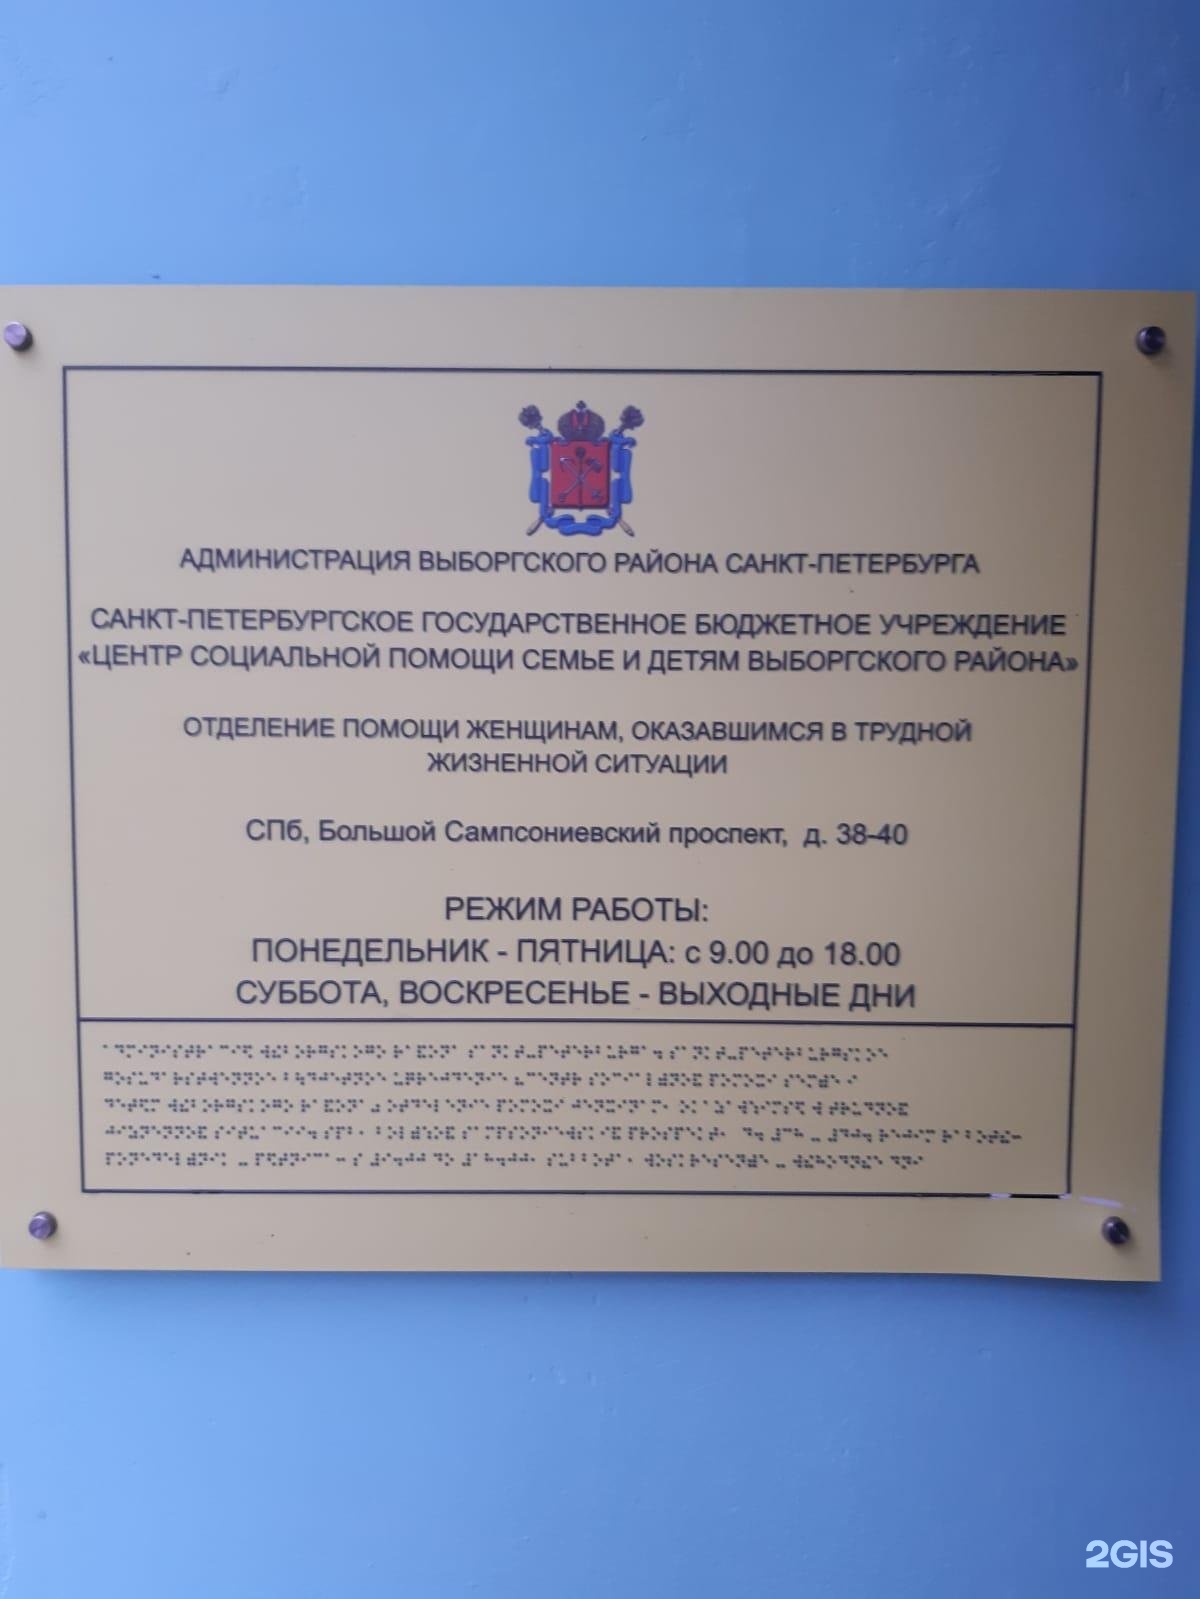 АДМИНИСТРАЦИЯ ВЫБОРГСКОГО РАЙОНА САНКТ-ПЕТЕРБУРГА
САНКТ-ПЕТЕРБУРГСКОЕ ГОСУДАРСТВЕННОЕ БЮДЖЕТНОЕ УЧРЕЖДЕНИЕ
«ЦЕНТР СОЦИАЛЬНОЙ ПОМОЩИ СЕМЬЕ И ДЕТЯМ ВЫБОРГСКОГО РАЙОНА»
ОТДЕЛЕНИЕ ПОМОЩИ ЖЕНЩИНАМ, ОКАЗАВШИМСЯ В ТРУДНОЙ
ЖИЗНЕННОЙ СИТУАЦИИ
СПб, Большой Сампсониевский проспект, д. 38-40
РЕЖИМ РАБОТЫ:
ПОНЕДЕЛЬНИК - ПЯТНИЦА: с 9.00 до 18.00
СУББОТА, ВОСКРЕСЕНЬЕ - ВЫХОДНЫЕ ДНИ
2GIS